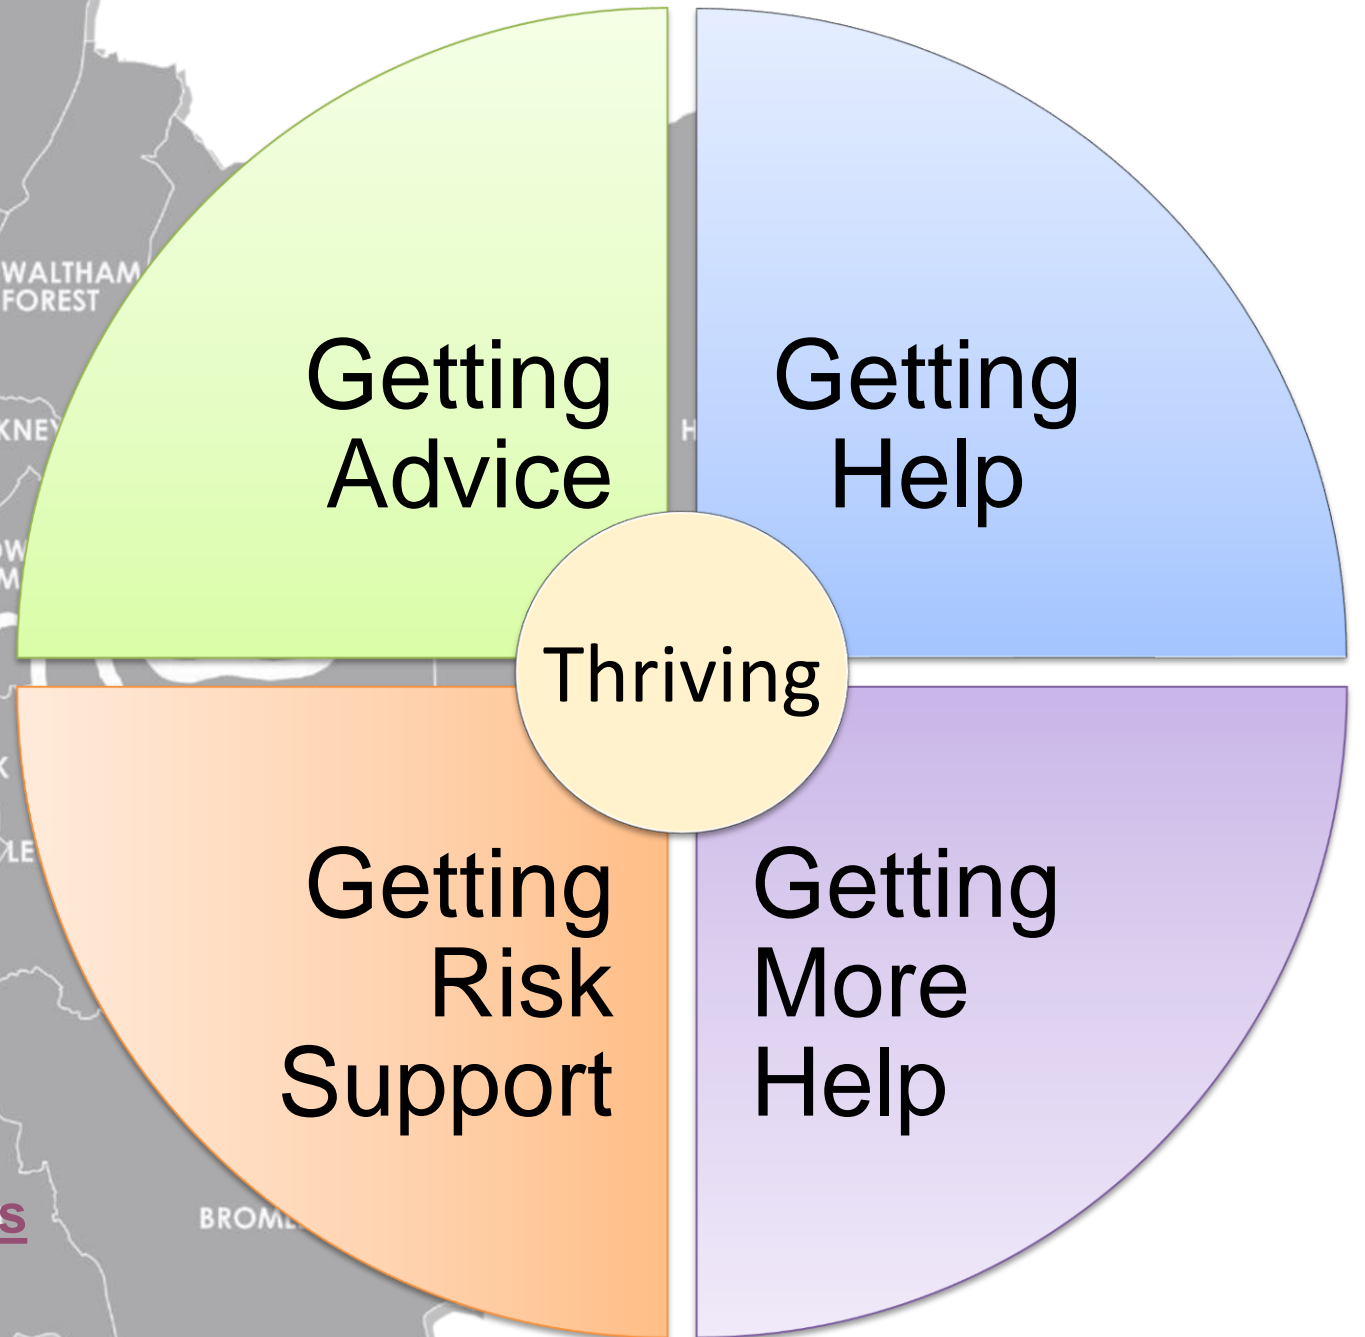 WALTHAM
FOREST
Getting
Advice
Getting
Help
Thriving
Getting
Risk
Support
Getting
More
Help